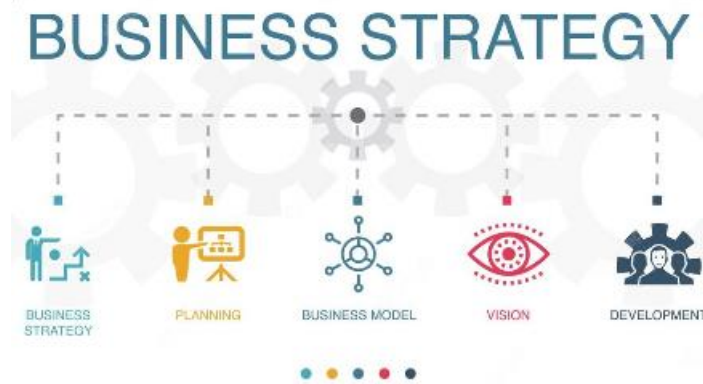 BUSINESS STRATEGY
BUSINESS
STRATEGY
PLANNING
BUSINESS MODEL
VISION
DEVELOPMENT